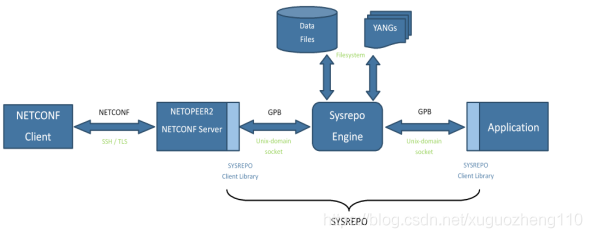 Data
Files
YANGs
Filesystem
NETCONF
Client
NETCONF
SSH / TLS
NETOPEER2
NETCONF Server
GPB
Unix-domain
socket
Sysrepo
Engine
GPB
Unix-domain
socket
Application
SYSREPO
Client Library
SYSREPO
Client Library
SYSREPO
http://blog.csdn.net/xuguozheng110